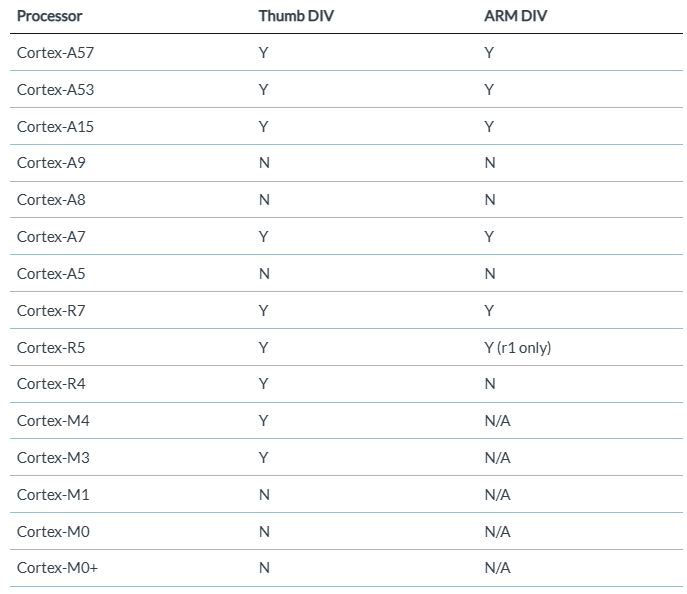 Processor Thumb DIV ARM DIV
Cortex-A57 Y Y
Cortex-A53 Y Y
Cortex-A15 Y Y
Cortex-A9 N N
Cortex-A8 N N
Cortex-A7 Y Y
Cortex-A5 N N
Cortex-R7 Y Y
Cortex-R5 Y Y (r1 only)
Cortex-R4 Y N
Cortex-M4 Y N/A
Cortex-M3 Y N/A
Cortex-M1 N N/A
Cortex-M0 N N/A
Cortex-M0+ N N/A